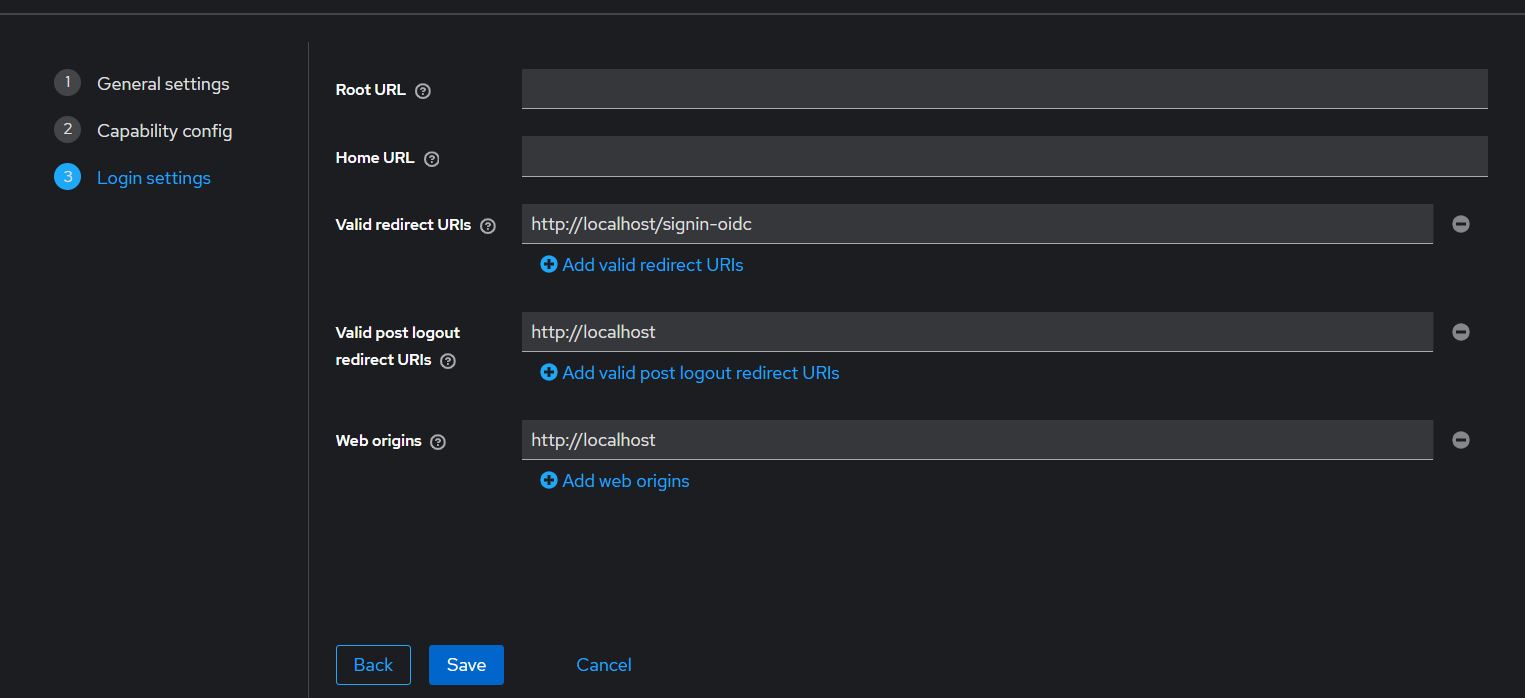 1 General settings
2 Capability config
3 Login settings
Root URL
Home URL
Valid redirect URIs
http://localhost/signin-oidc
Add valid redirect URIs
Valid post logout
redirect URIs
http://localhost
Add valid post logout redirect URIs
Web origins
http://localhost
Add web origins
Back Save Cancel